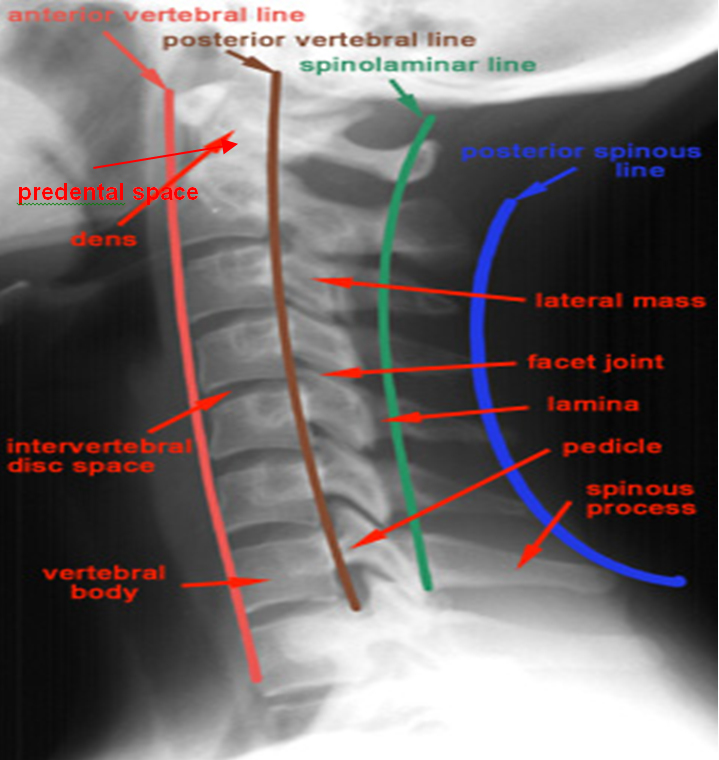 anterior vertebral line
posterior vertebral line
spinolaminar line
posterior spinous
line
predental space
dens
lateral mass
facet joint
lamina
intervertebral
disc space
pedicle
spinous
process
vertebral
body